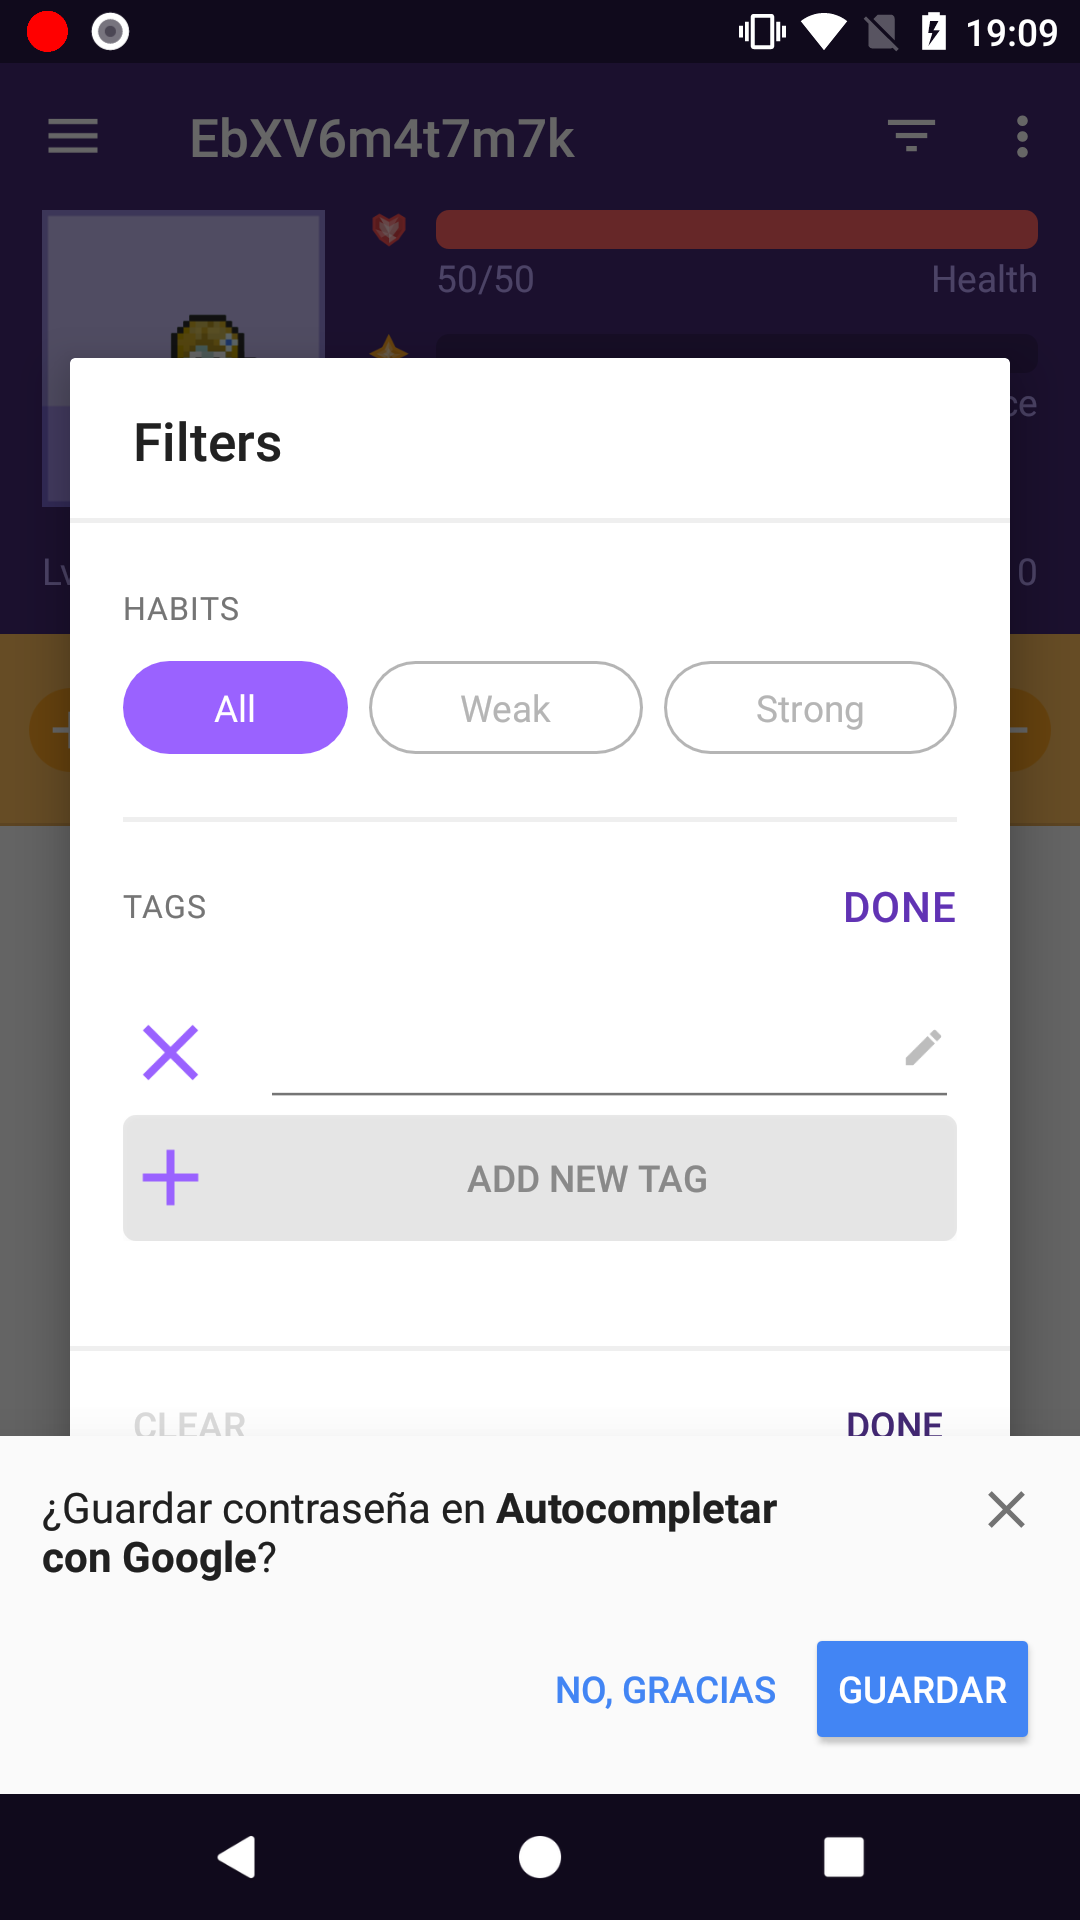 19:09
EbXV6m4t7m7k
50/50 Health
ce
Lv 0
Filters
HABITS
All Weak Strong
TAGS DONE
ADD NEW TAG
CLEAR DONE
¿Guardar contraseña en Autocompletar
con Google?
NO, GRACIAS GUARDAR